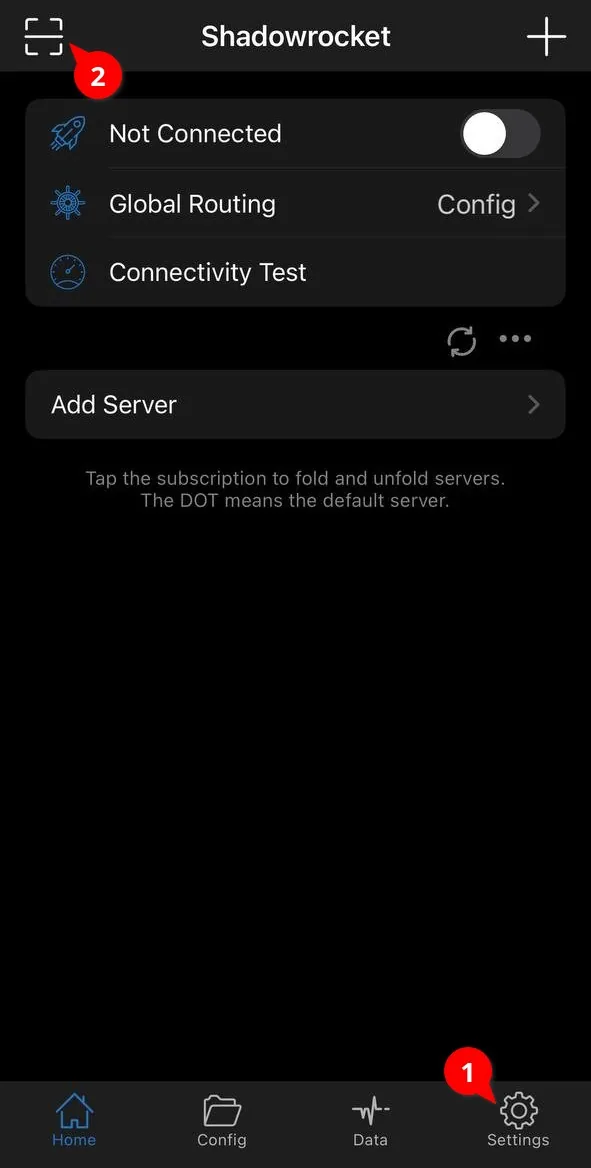 Shadowrocket
2
Not Connected
Global Routing Config
Connectivity Test
Add Server
Tap the subscription to fold and unfold servers.
The DOT means the default server.
1
Home Config Data Settings